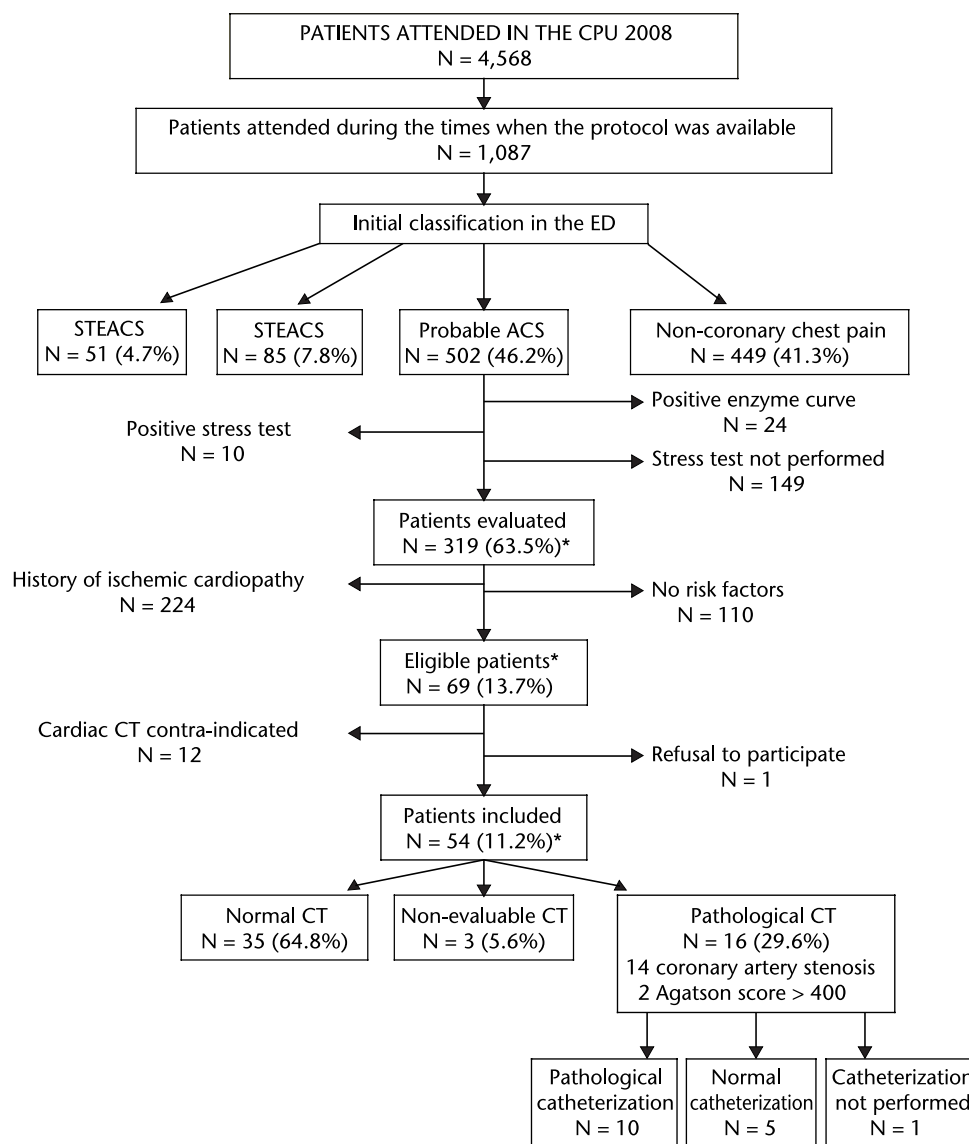 PATIENTS ATTENDED IN THE CPU 2008
N = 4,568
Patients attended during the times when the protocol was available
N = 1,087
Initial classification in the ED
STEACS
N = 51 (4.7%)
STEACS
N = 85 (7.8%)
Probable ACS
N = 502 (46.2%)
Non-coronary chest pain
N = 449 (41.3%)
Positive enzyme curve
N = 24
Positive stress test
N = 10
Stress test not performed
N = 149
Patients evaluated
N = 319 (63.5%)*
History of ischemic cardiopathy
N = 224
No risk factors
N = 110
Eligible patients*
N = 69 (13.7%)
Cardiac CT contra-indicated
N = 12
Refusal to participate
N = 1
Patients included
N = 54 (11.2%)*
Normal CT
N = 35 (64.8%)
Non-evaluable CT
N = 3 (5.6%)
Pathological CT
N = 16 (29.6%)
14 coronary artery stenosis
2 Agatson score > 400
Pathological
catheterization
N = 10
Normal
catheterization
N = 5
Catheterization
not performed
N = 1